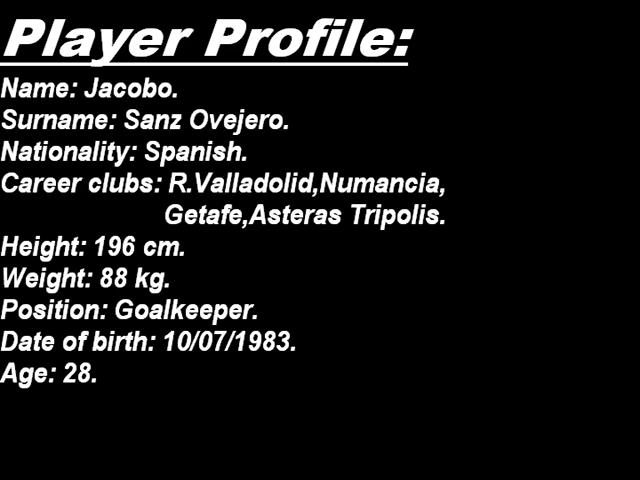 Player Profile:
Name: Jacobo.
Surname: Sanz Ovejero.
Nationality: Spanish.
Career clubs: R.Valladolid,Numancia,
Getafe,Asteras Tripolis.
Height: 196 cm.
Weight: 88 kg.
Position: Goalkeeper.
Date of birth: 10/07/1983.
Age: 28.